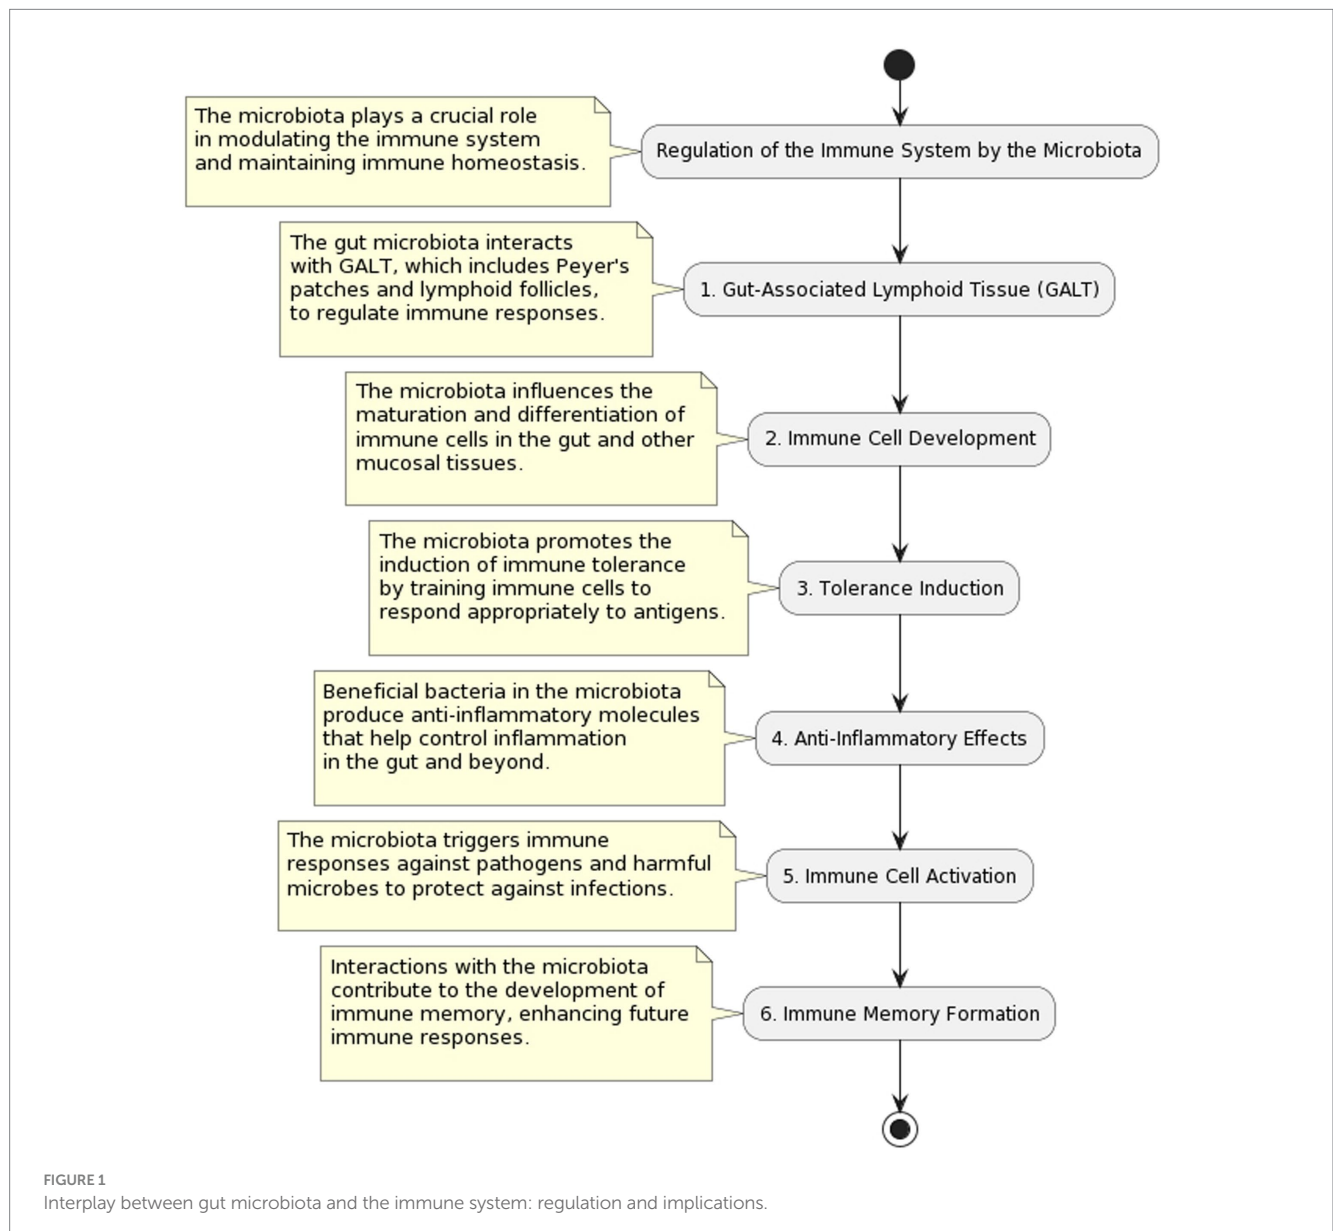 The microbiota plays a crucial role
in modulating the immune system
and maintaining immune homeostasis.
Regulation of the Immune System by the Microbiota
The gut microbiota interacts
with GALT, which includes Peyer's
patches and lymphoid follicles,
to regulate immune responses.
1. Gut-Associated Lymphoid Tissue (GALT)
The microbiota influences the
maturation and differentiation of
immune cells in the gut and other
mucosal tissues.
2. Immune Cell Development
The microbiota promotes the
induction of immune tolerance
by training immune cells to
respond appropriately to antigens.
3. Tolerance Induction
Beneficial bacteria in the microbiota
produce anti-inflammatory molecules
that help control inflammation
in the gut and beyond.
4. Anti-Inflammatory Effects
The microbiota triggers immune
responses against pathogens and harmful
microbes to protect against infections.
5. Immune Cell Activation
Interactions with the microbiota
contribute to the development of
immune memory, enhancing future
immune responses.
6. Immune Memory Formation
FIGURE 1
Interplay between gut microbiota and the immune system: regulation and implications.